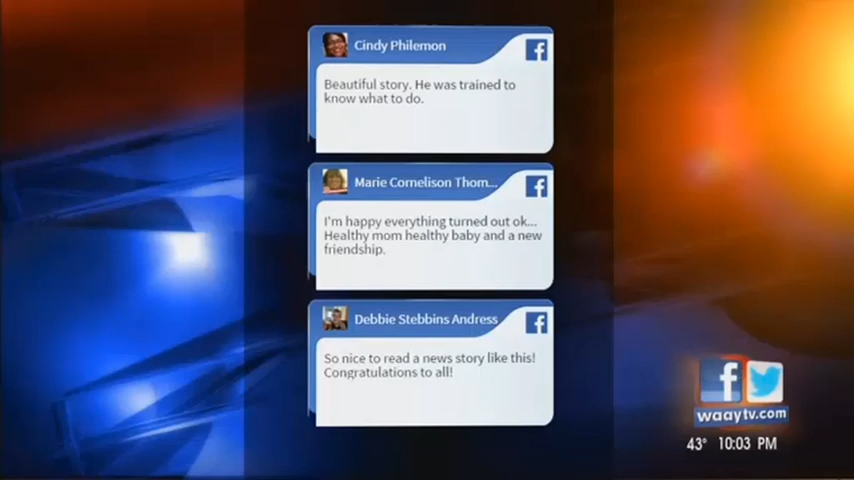 Cindy Philemon
Beautiful story. He was trained to
know what to do.
Marie Cornelison Thom...
I'm happy everything turned out ok...
Healthy mom healthy baby and a new
friendship.
Debbie Stebbins Andress
So nice to read a news story like this!
Congratulations to all!
waaytv.com
43° 10:03 PM